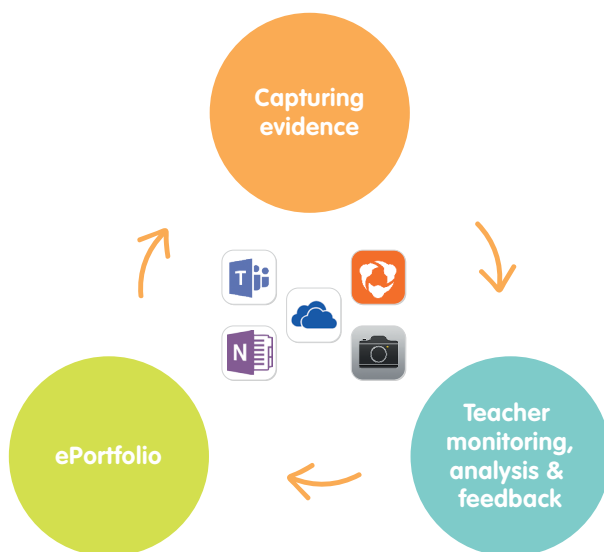 Capturing
evidence
T
N
ePortfolio
Teacher
monitoring,
analysis &
feedback